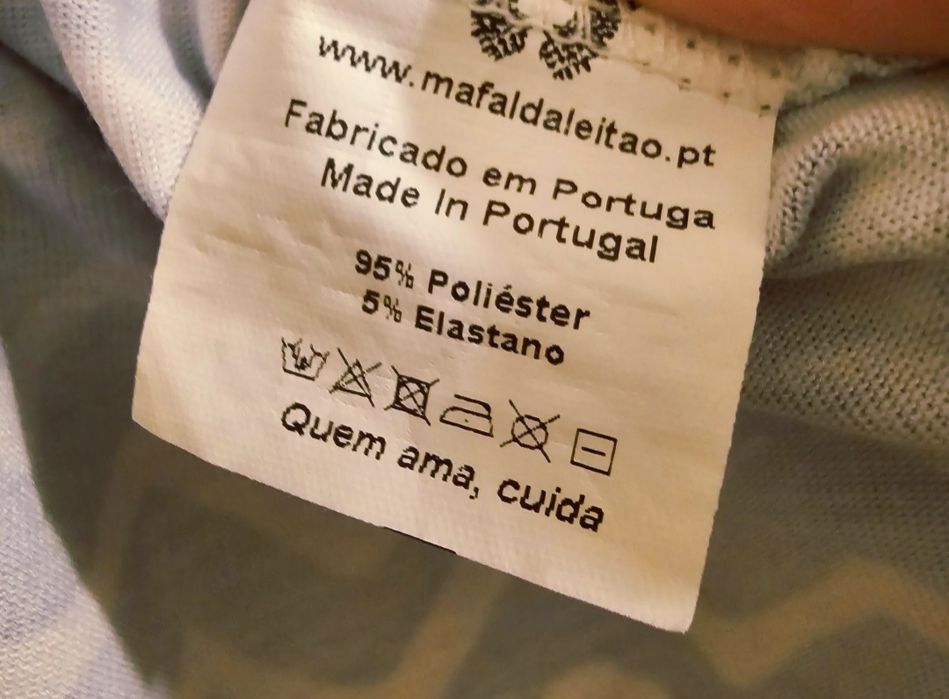 www.mafaldaleitao.pt
Fabricado em Portuga
Made In Portugal
95% Poliéster
5% Elastano
Quem ama, cuida